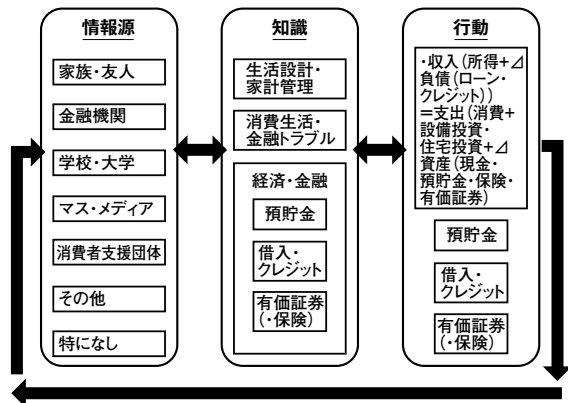 情報源
家族・友人
金融機関
学校・大学
マス・メディア
消費者支援団体
その他
特になし
知識
生活設計・
家計管理
消費生活・
金融トラブル
経済・金融
預貯金
借入・
クレジット
有価証券
(・保険)
行動
・収入(所得+⊿
負債(ローン・
クレジット))
=支出(消費+
設備投資・
住宅投資+⊿
資産(現金・
預貯金・保険・
有価証券)
預貯金
借入・
クレジット
有価証券
(・保険)